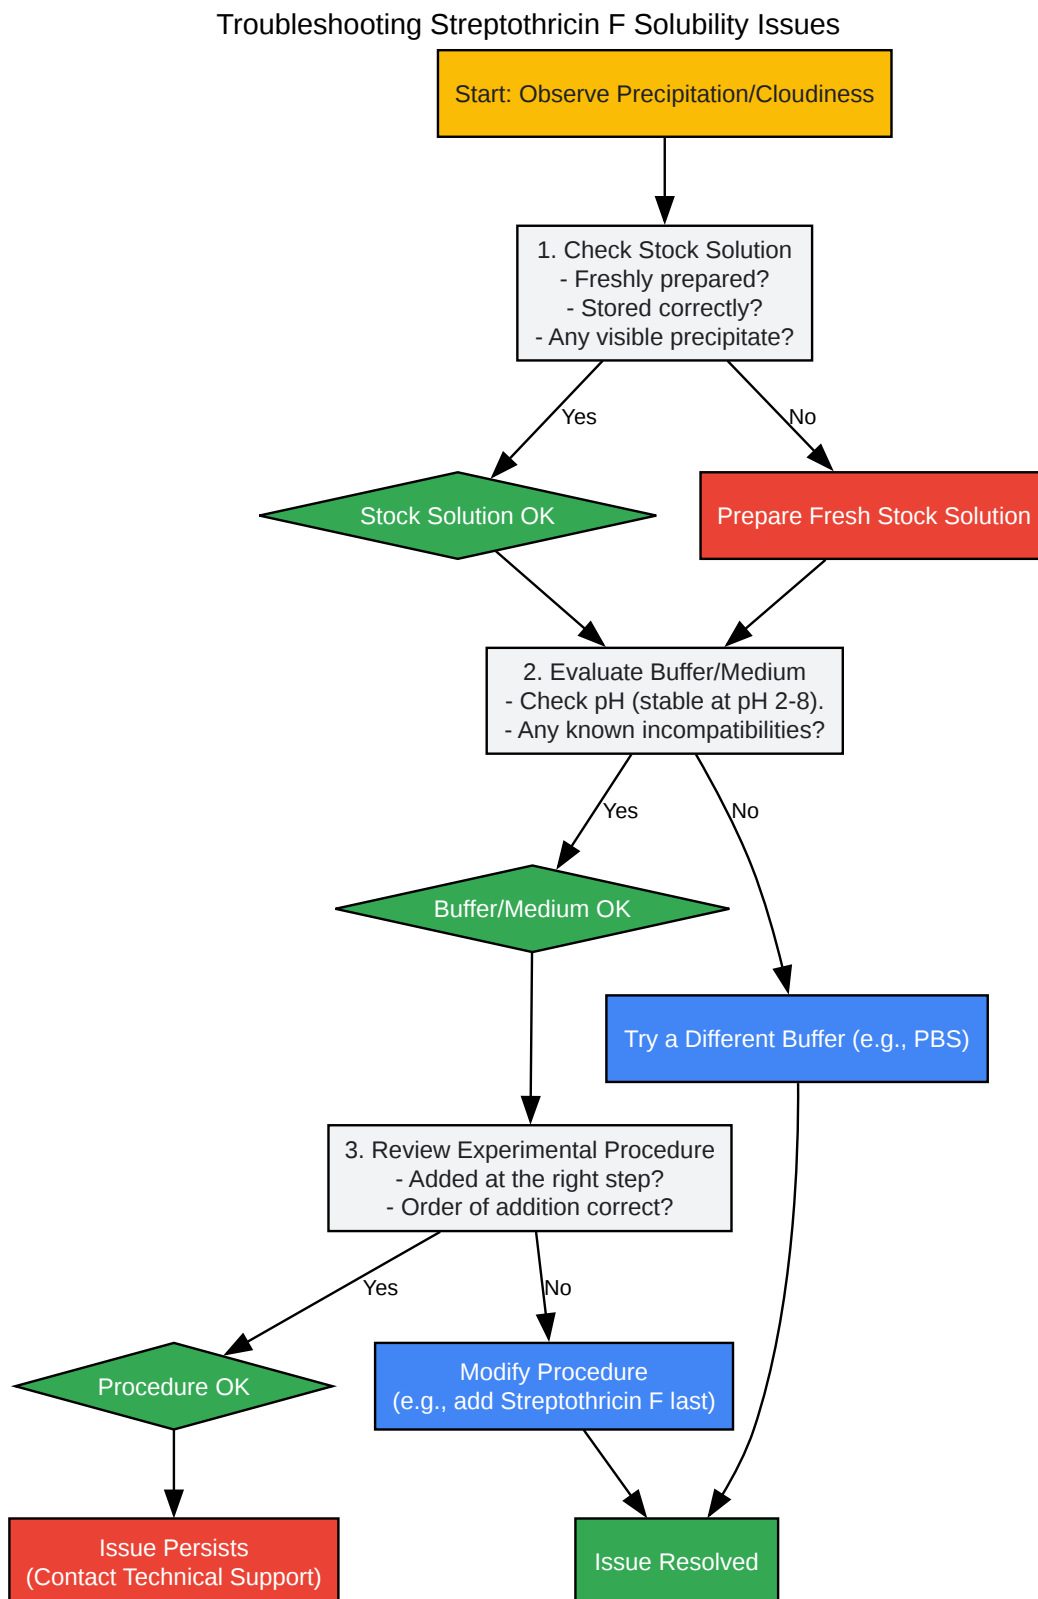 Troubleshooting Streptothricin F Solubility Issues
Start: Observe Precipitation/Cloudiness
1. Check Stock Solution
- Freshly prepared?
- Stored correctly?
- Any visible precipitate?
Yes
No
Stock Solution OK
Prepare Fresh Stock Solution
2. Evaluate Buffer/Medium
- Check pH (stable at pH 2-8).
- Any known incompatibilities?
Yes
No
Buffer/Medium OK
Try a Different Buffer (e.g., PBS)
3. Review Experimental Procedure
- Added at the right step?
- Order of addition correct?
Yes
No
Procedure OK
Modify Procedure
(e.g., add Streptothricin F last)
Issue Persists
(Contact Technical Support)
Issue Resolved